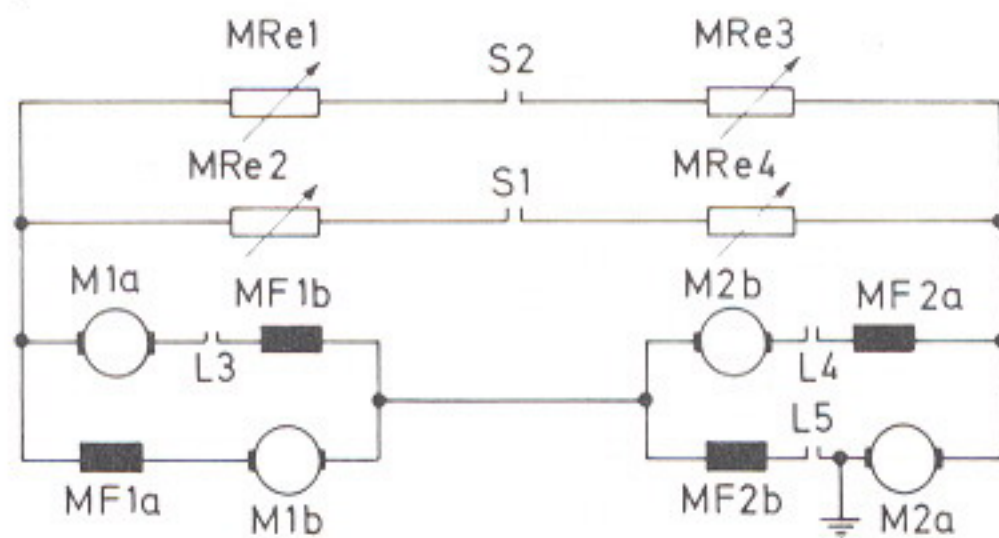 MRe1 S2 MRe3
MRe2 S1 MRe4
M1a MF1b M2b MF2a
L3 L4
L5
MF1a M1b MF2b M2a